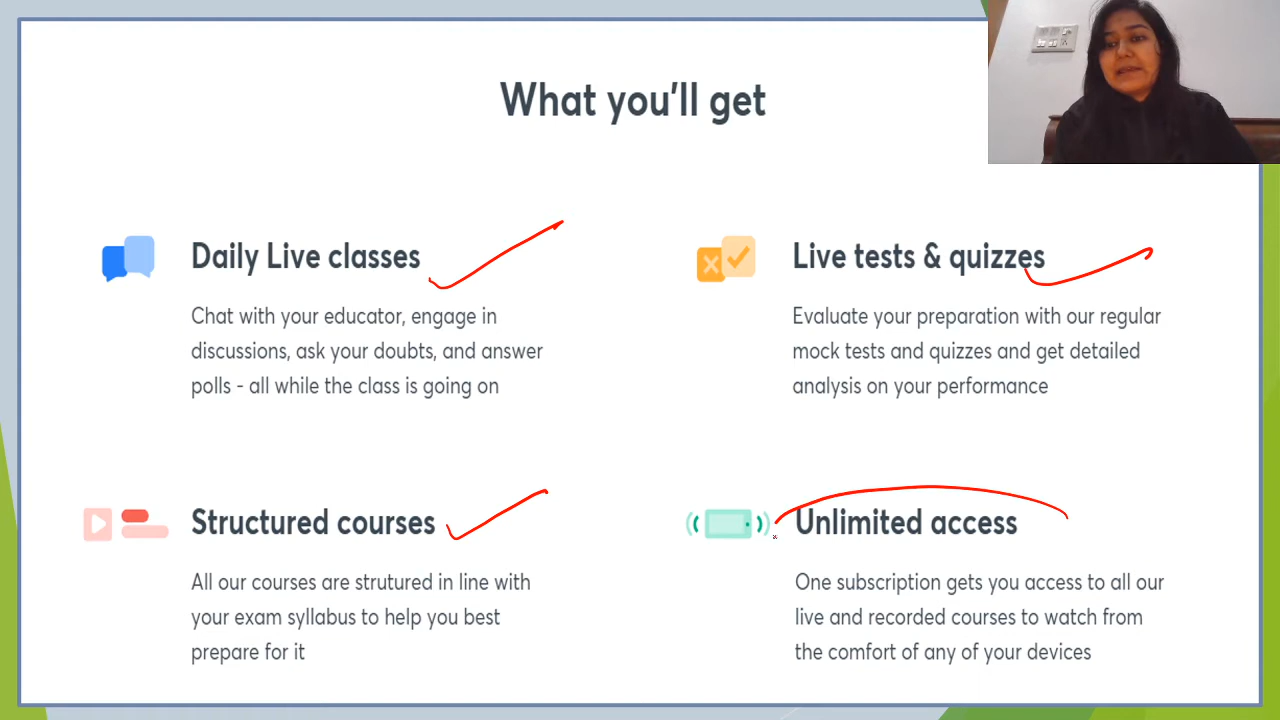 What you'll get
Daily Live classes
Chat with your educator, engage in
discussions, ask your doubts, and answer
polls - all while the class is going on
Live tests & quizzes
Evaluate your preparation with our regular
mock tests and quizzes and get detailed
analysis on your performance
Structured courses
All our courses are strutured in line with
your exam syllabus to help you best
prepare for it
Unlimited access
One subscription gets you access to all our
live and recorded courses to watch from
the comfort of any of your devices